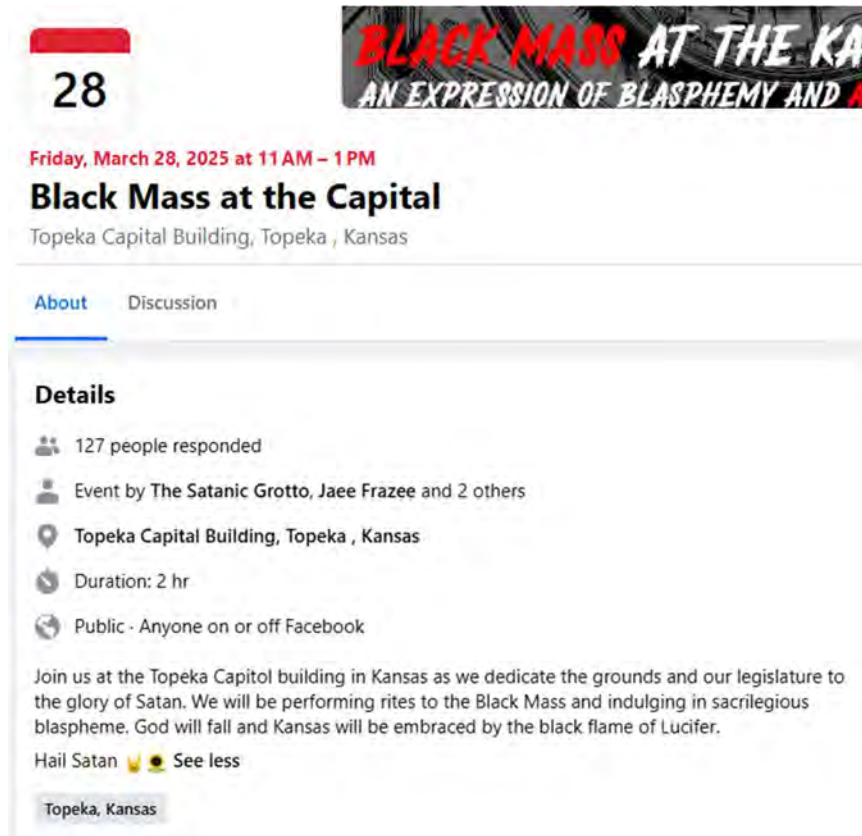 28
BLACK MASS AT THE KA
AN EXPRESSION OF BLASPHEMY AND
Friday, March 28, 2025 at 11 AM – 1 PM
Black Mass at the Capital
Topeka Capital Building, Topeka , Kansas
About Discussion
Details
127 people responded
Event by The Satanic Grotto, Jaee Frazee and 2 others
Topeka Capital Building, Topeka , Kansas
Duration: 2 hr
Public · Anyone on or off Facebook
Join us at the Topeka Capitol building in Kansas as we dedicate the grounds and our legislature to
the glory of Satan. We will be performing rites to the Black Mass and indulging in sacrilegious
blaspheme. God will fall and Kansas will be embraced by the black flame of Lucifer.
Hail Satan 🤘🌻 See less
Topeka, Kansas